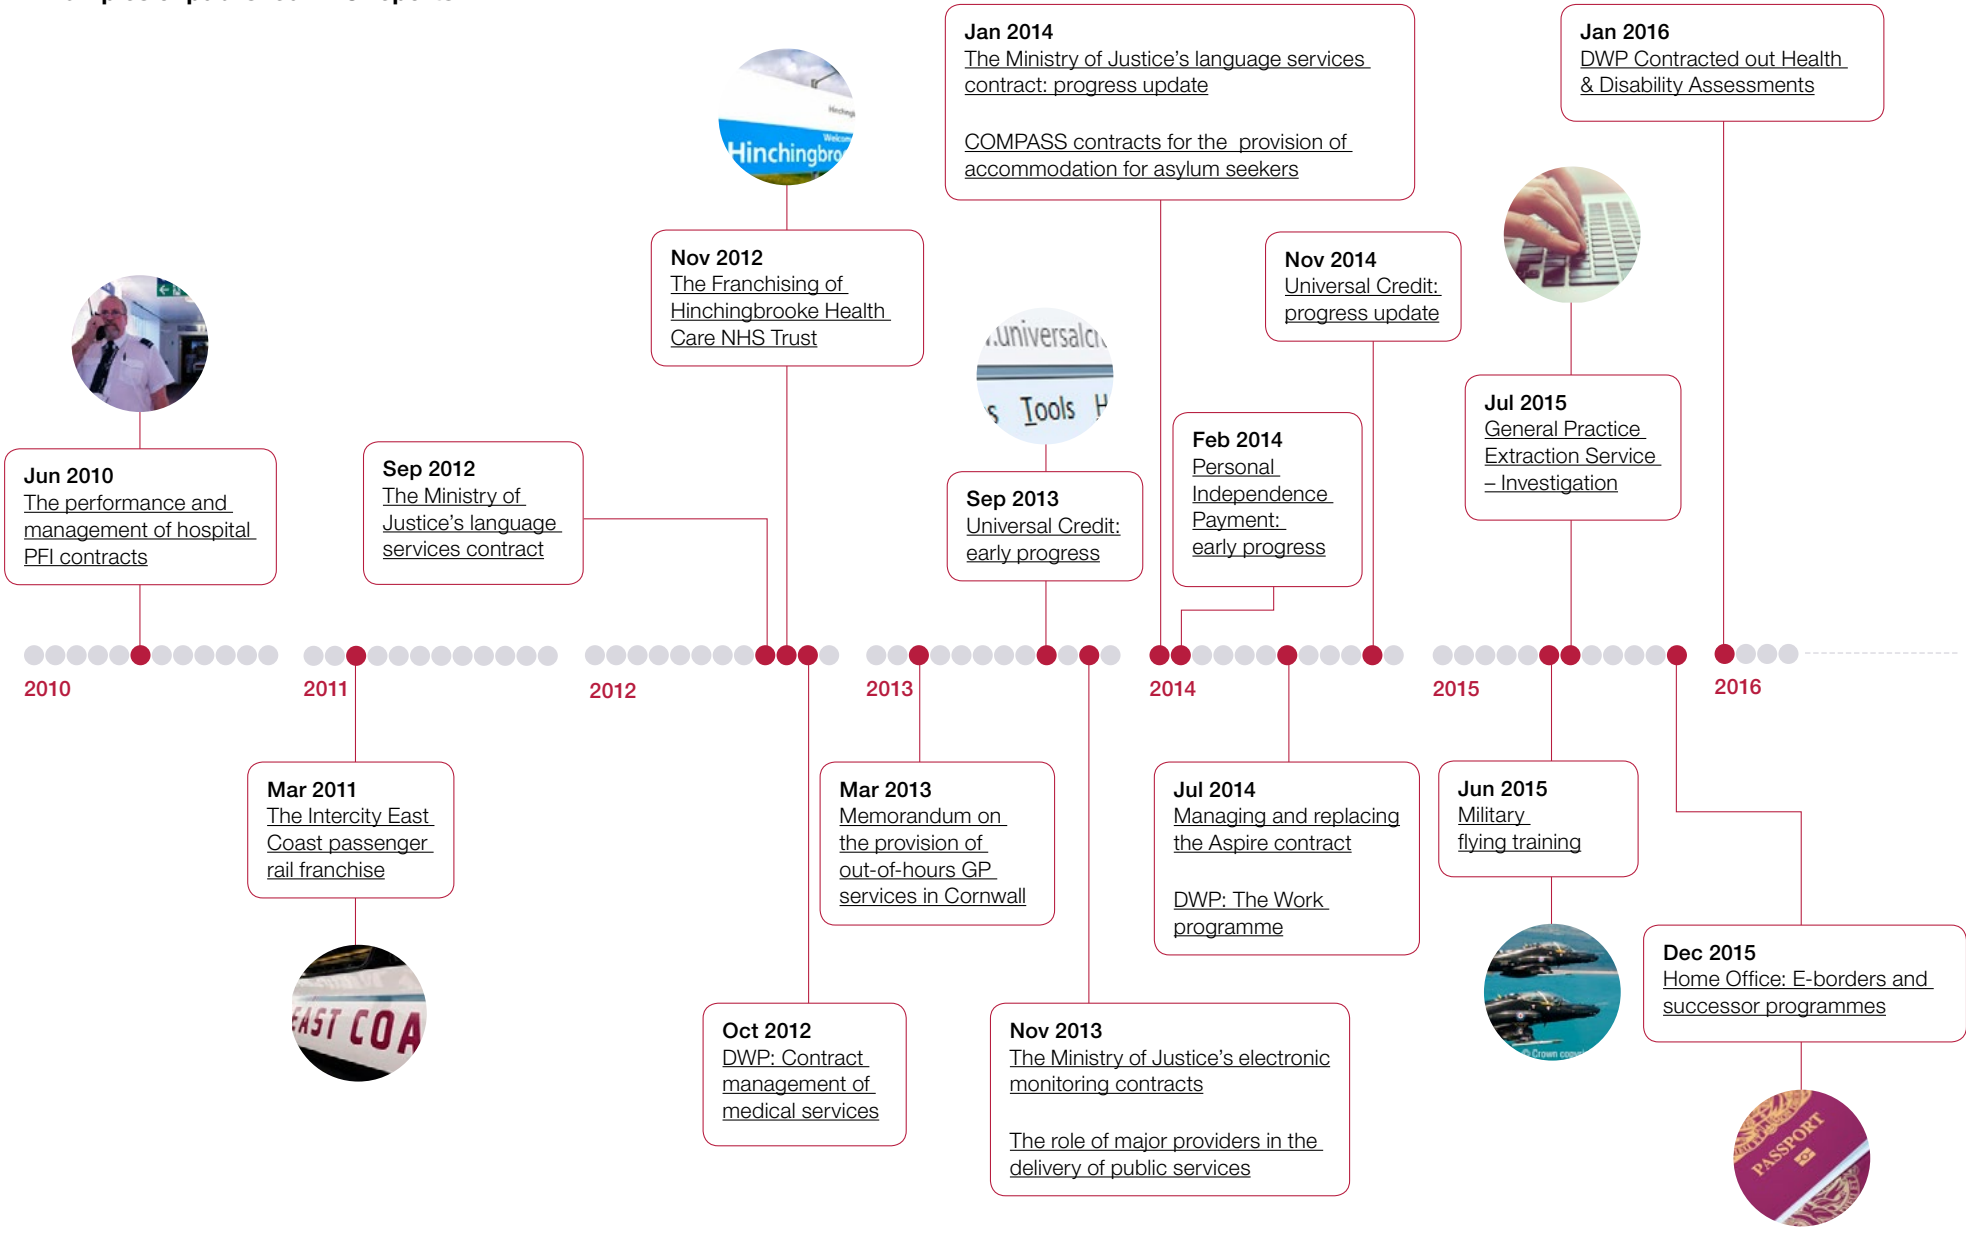 Jan 2014
The Ministry of Justice's language services
contract: progress update
COMPASS contracts for the provision of
accommodation for asylum seekers
Jan 2016
DWP Contracted out Health
& Disability Assessments
Hinchingbro
Welcom
Nov 2012
The Franchising of
Hinchingbrooke Health
Care NHS Trust
Nov 2014
Universal Credit:
progress update
.universalcr
Tools
Jun 2010
The performance and
management of hospital
PFI contracts
Sep 2012
The Ministry of
Justice's language
services contract
Sep 2013
Universal Credit:
early progress
Feb 2014
Personal
Independence
Payment:
early progress
Jul 2015
General Practice
Extraction Service
– Investigation
2010
2011
2012
2013
2014
2015
2016
Mar 2011
The Intercity East
Coast passenger
rail franchise
EAST COA
Oct 2012
DWP: Contract
management of
medical services
Mar 2013
Memorandum on
the provision of
out-of-hours GP
services in Cornwall
Nov 2013
The Ministry of Justice's electronic
monitoring contracts
The role of major providers in the
delivery of public services
Jul 2014
Managing and replacing
the Aspire contract
DWP: The Work
programme
Jun 2015
Military
flying training
© Crown copy
Dec 2015
Home Office: E-borders and
successor programmes
PASSPORT